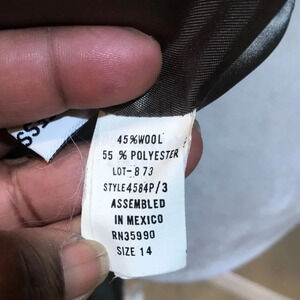 45%WOOL
55 % POLYESTER
LOT-873
STYLE4584P/3
ASSEMBLED
IN MEXICO
RN35990
SIZE 14